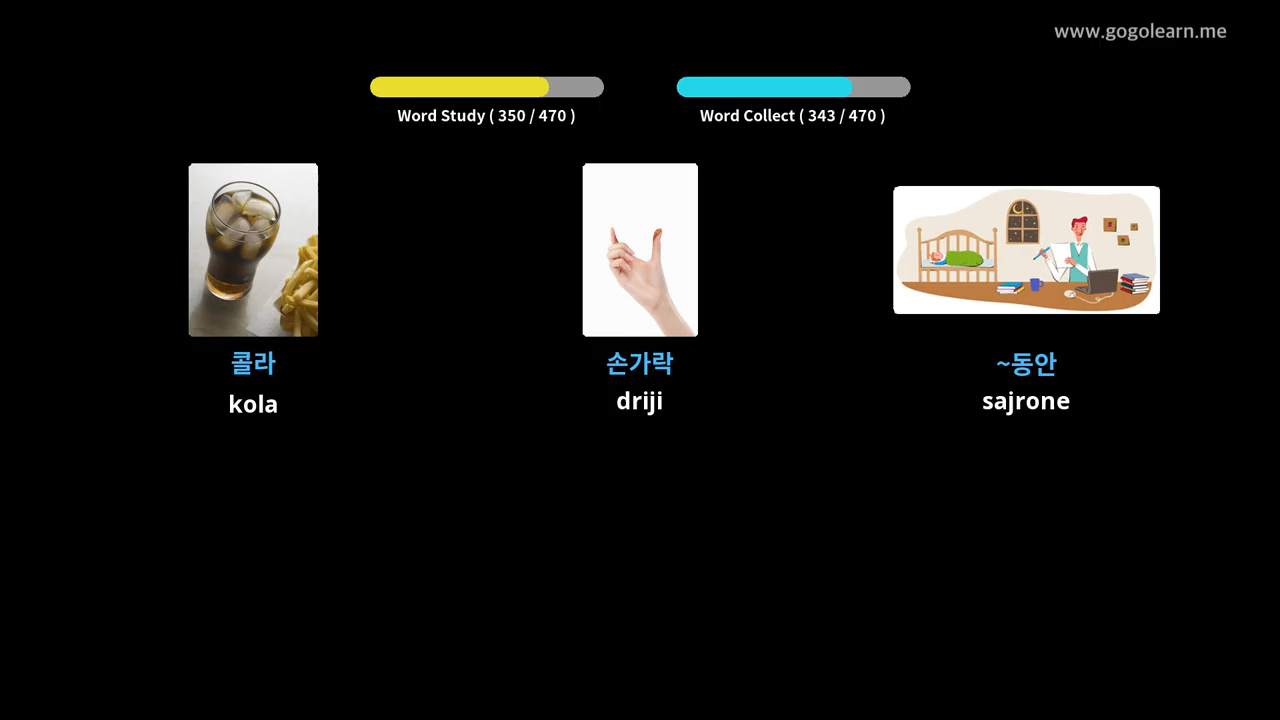 www.gogolearn.me
Word Study ( 350 / 470 )
Word Collect ( 343 / 470 )
콜라
kola
손가락
driji
~동안
sajrone